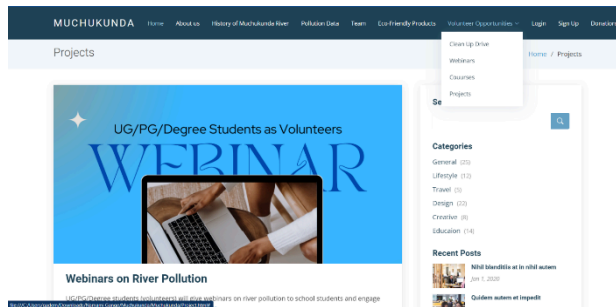 MUCHUKUNDA Home About us History of Muchukunda River Pollution Data Team Eco-Friendly Products Volunteer Opportunities Login Sign Up Donations
Clean Up Drive
Webinars
Courses
Projects
Projects
Home / Projects
UG/PG/Degree Students as Volunteers
WEBINAR
Se
Categories
General (25)
Lifestyle (12)
Travel (5)
Design (22)
Creative (8)
Educaion (14)
Recent Posts
Nihil blanditiis at in nihil autem
Jan 1, 2020
Quidem autem et impedit
Webinars on River Pollution
UG/PG/Degree students (volunteers) will give webinars on river pollution to school students and engage